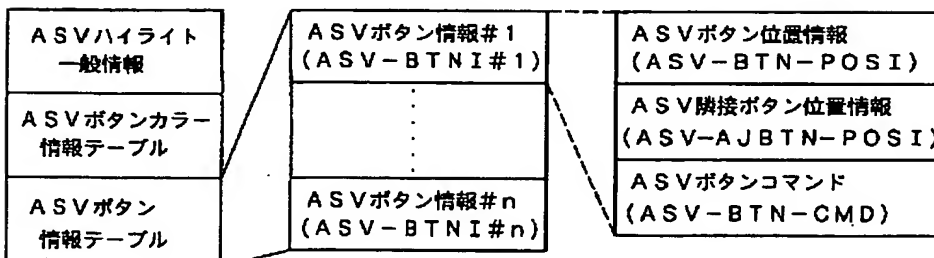 ASVハイライト
一般情報
ASVボタンカラー
情報テーブル
ASVボタン
情報テーブル
ASVボタン情報#1
(ASV-BTNI#1)
ASVボタン情報#n
(ASV-BTNI#n)
ASVボタン位置情報
(ASV-BTN-POSI)
ASV隣接ボタン位置情報
(ASV-AJBTN-POSI)
ASVボタンコマンド
(ASV-BTN-CMD)